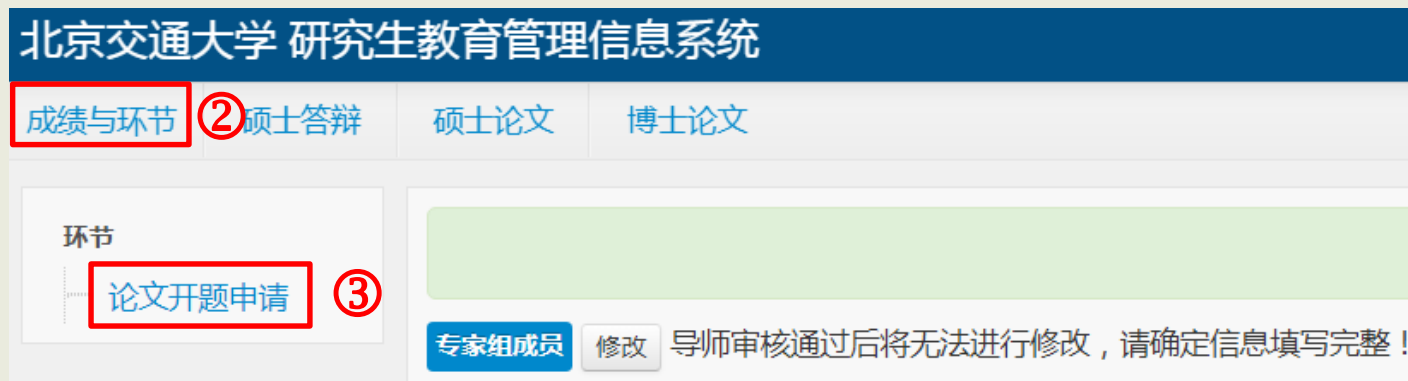 北京交通大学 研究生教育管理信息系统
成绩与环节 ② 硕士答辩 硕士论文 博士论文
环节
论文开题申请 ③
专家组成员 修改 导师审核通过后将无法进行修改，请确定信息填写完整！